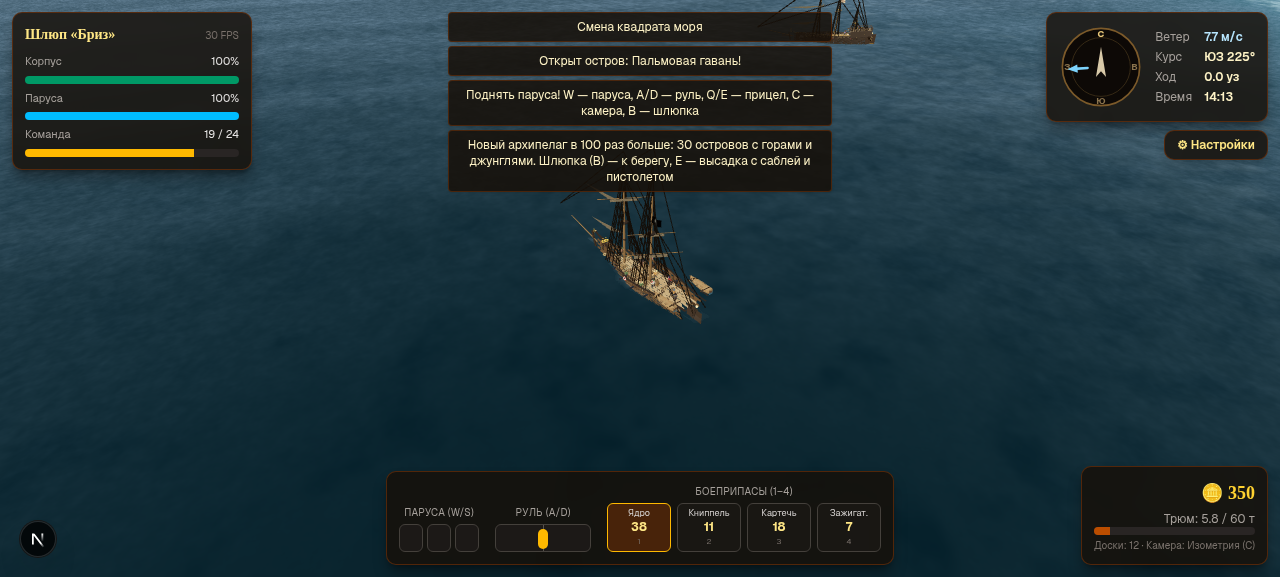 Шлюп «Бриз»
30 FPS
Корпус
100%
Паруса
100%
Команда
19 / 24
Смена квадрата моря
Открыт остров: Пальмовая гавань!
Поднять паруса! W — паруса, A/D — руль, Q/E — прицел, C —
камера, B — шлюпка
Новый архипелаг в 100 раз больше: 30 островов с горами и
джунглями. Шлюпка (B) — к берегу, E — высадка с саблей и
пистолетом
С
З
В
Ю
Ветер 7.7 м/с
Курс ЮЗ 225°
Ход 0.0 уз
Время 14:13
⚙ Настройки
ПАРУСА (W/S)
РУЛЬ (A/D)
БОЕПРИПАСЫ (1–4)
Ядро
38
1
Книппель
11
2
Картечь
18
3
Зажигат.
7
4
350
Трюм: 5.8 / 60 т
Доски: 12 · Камера: Изометрия (C)
N